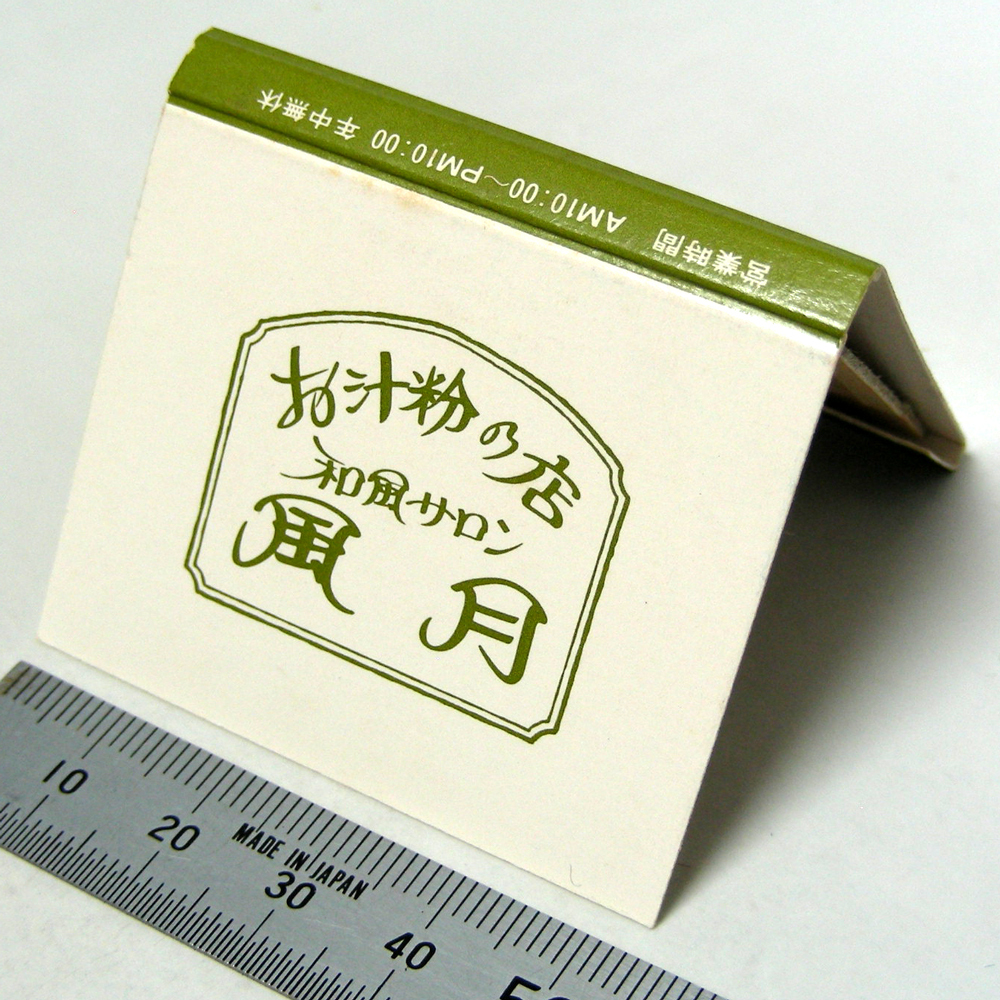 営業時間 AM10:00〜PM10:00 年中無休
お汁粉の店
和風サロン
風月
10 20 30 40
MADE IN JAPAN